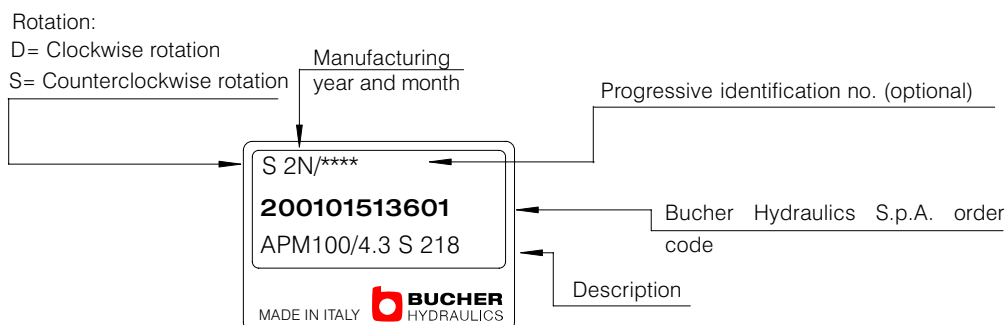 Rotation:
D= Clockwise rotation
S= Counterclockwise rotation
Manufacturing
year and month
Progressive identification no. (optional)
S 2N/****
200101513601
APM100/4.3 S 218
Bucher Hydraulics S.p.A. order
code
Description
MADE IN ITALY
BUCHER
HYDRAULICS